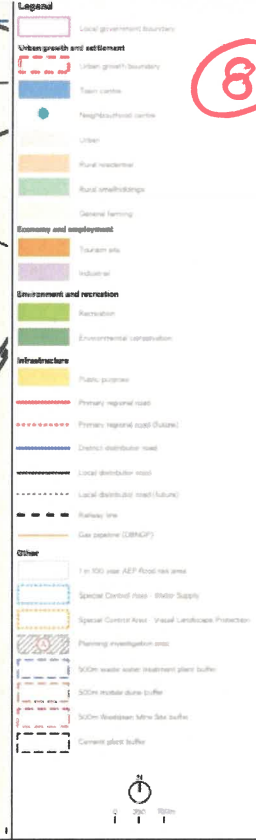 Legend
Local government boundary
Urban growth and settlement
Urban growth boundary
8
Town centre
Neighbourhood centre
Urban
Rural residential
Rural smallholdings
General farming
Economy and employment
Tourism site
Industrial
Environment and recreation
Recreation
Environmental conservation
Infrastructure
Public purpose
Primary regional road
Primary regional road (future)
District distributor road
Local distributor road
Local distributor road (future)
Railway line
Gas pipeline (DBNGP)
Other
1 in 100 year AEP flood risk area
Special Control Area - Water Supply
Special Control Area - Visual Landscape Protection
Planning investigation area
500m waste water treatment plant buffer
500m mobile dune buffer
500m Westdeen Mine Site buffer
Cement plant buffer
N
0 350 700m